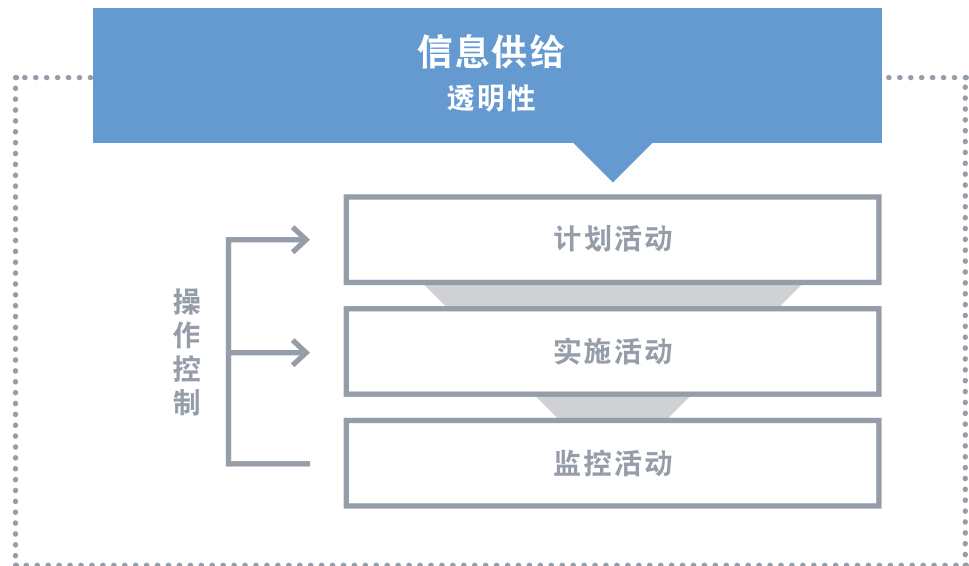 信息供给
透明性
计划活动
操作控制
实施活动
监控活动